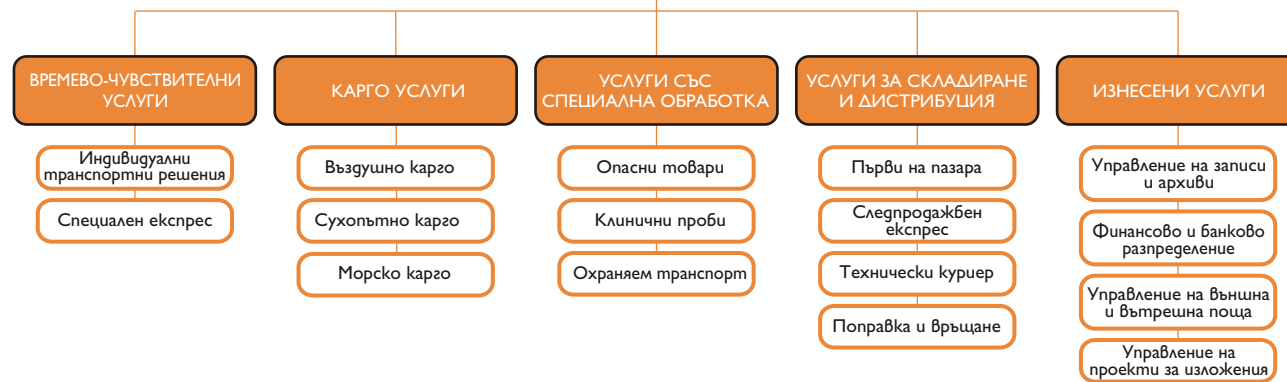 ВРЕМЕВО-ЧУВСТВИТЕЛНИ
УСЛУГИ
Индивидуални
транспортни решения
Специален експрес
КАРГО УСЛУГИ
Въздушно карго
Сухопътно карго
Морско карго
УСЛУГИ СЪС
СПЕЦИАЛНА ОБРАБОТКА
Опасни товари
Клинични проби
Охраняем транспорт
УСЛУГИ ЗА СКЛАДИРАНЕ
И ДИСТРИБУЦИЯ
Първи на пазара
Следпродажбен
експрес
Технически куриер
Поправка и връщане
ИЗНЕСЕНИ УСЛУГИ
Управление на записи
и архиви
Финансово и банково
разпределение
Управление на външна
и вътрешна поща
Управление на
проекти за изложения